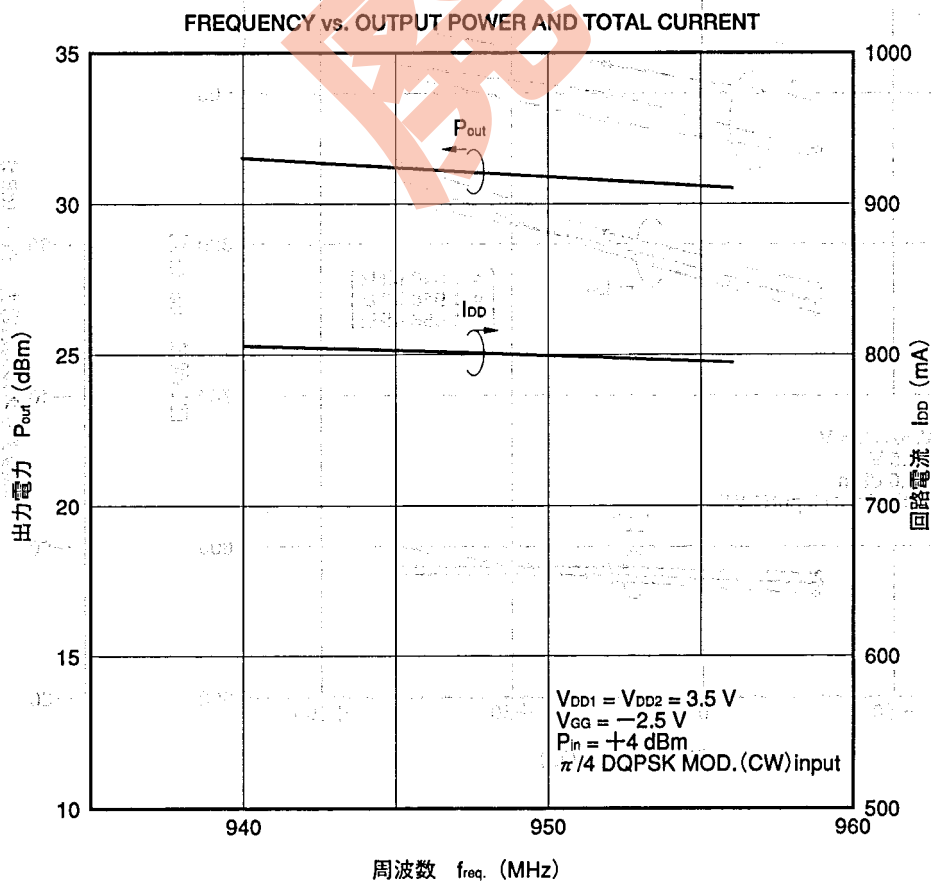 FREQUENCY vs. OUTPUT POWER AND TOTAL CURRENT
35
30
25
20
15
10
出力電力 Pout (dBm)
1000
900
800
700
600
500
回路電流 IDD (mA)
Pout
IDD
VDD1 = VDD2 = 3.5 V
VGG = −2.5 V
Pin = +4 dBm
π/4 DQPSK MOD.(CW)input
940
950
960
周波数 freq. (MHz)